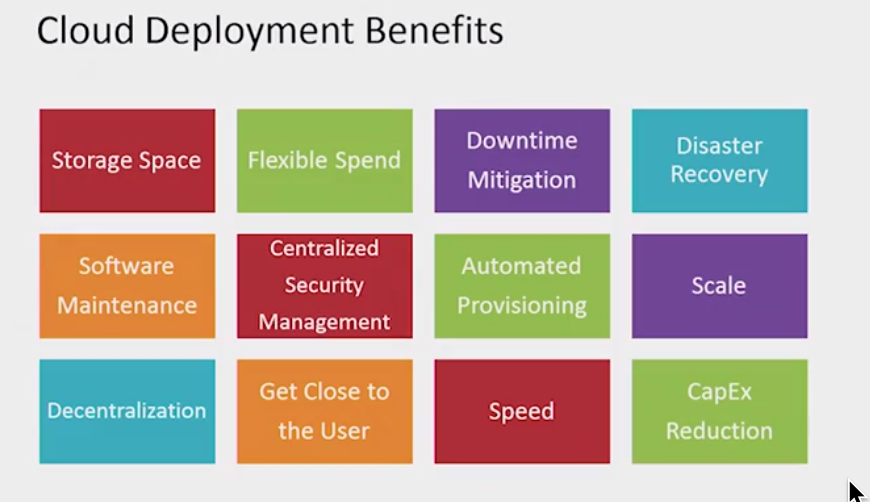 Cloud Deployment Benefits
Storage Space
Flexible Spend
Downtime
Mitigation
Disaster
Recovery
Software
Maintenance
Centralized
Security
Management
Automated
Provisioning
Scale
Decentralization
Get Close to
the User
Speed
CapEx
Reduction